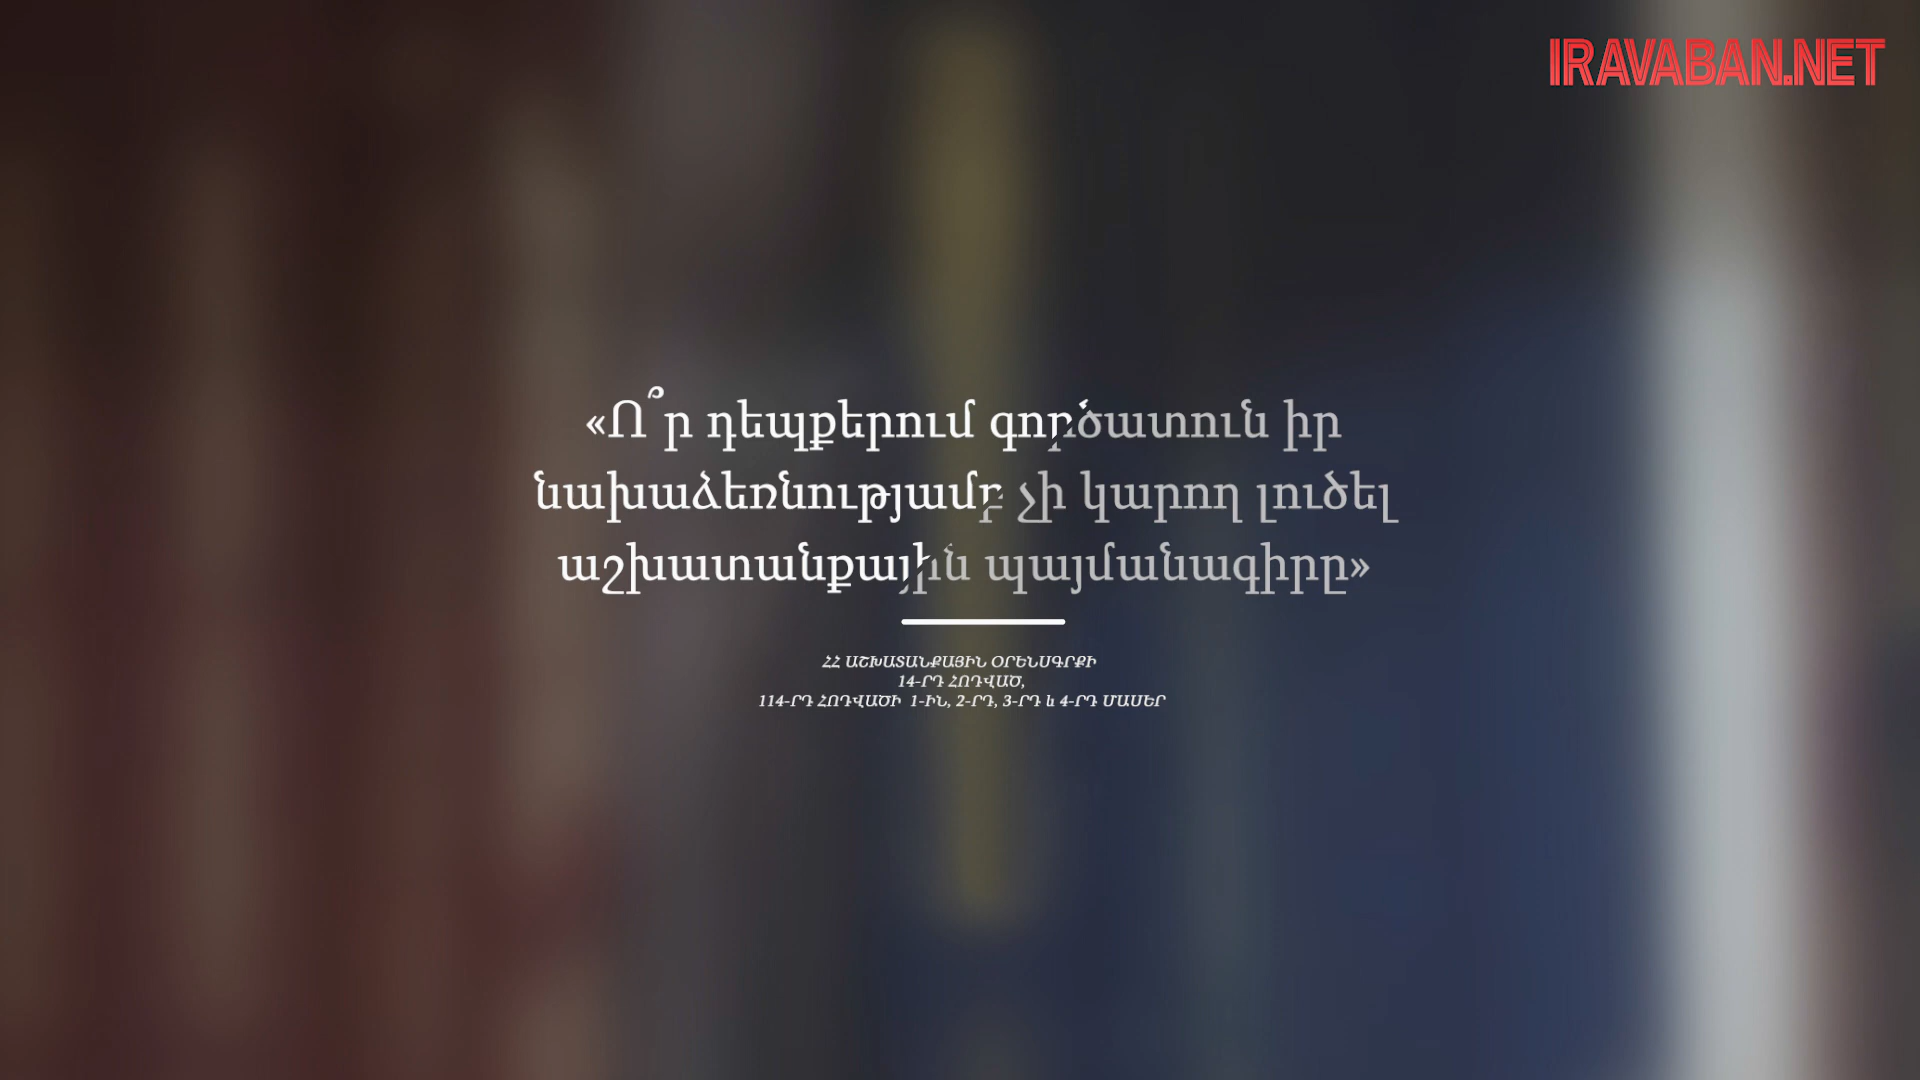 IRAVABAN.NET
«Ո՞ր դեպքերում գործատուն իր
նախաձեռնությամբ չի կարող լուծել
աշխատանքային պայմանագիրը»
ՀՀ ԱՇԽԱՏԱՆՔԱՅԻՆ ՕՐԵՆՍԳՐՔԻ
14-ՐԴ ՀՈԴՎԱԾ,
114-ՐԴ ՀՈԴՎԱԾԻ 1-ԻՆ, 2-ՐԴ, 3-ՐԴ և 4-ՐԴ ՄԱՍԵՐ